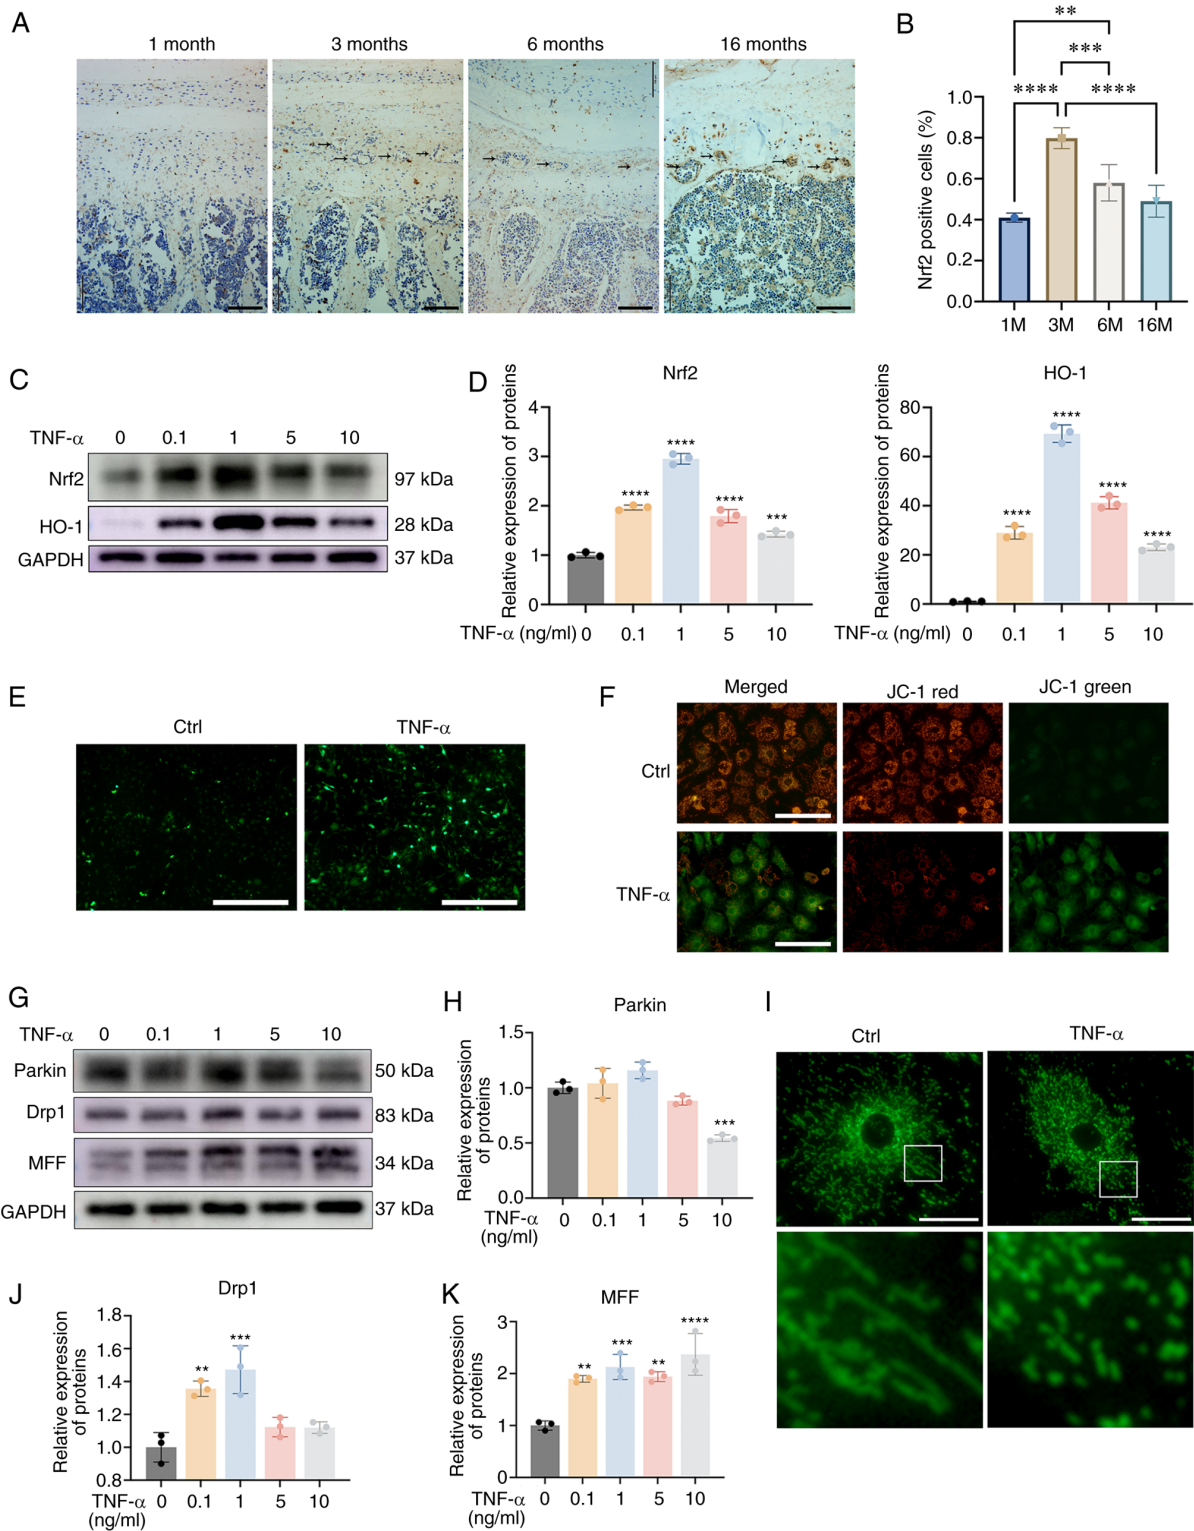 A
1 month
3 months
6 months
16 months
B
**
***
****
****
Nrf2 positive cells (%)
1.0
0.8
0.6
0.4
0.2
0.0
1M
3M
6M
16M
C
TNF-α 0 0.1 1 5 10
Nrf2
97 kDa
HO-1
28 kDa
GAPDH
37 kDa
D
Nrf2
Relative expression of proteins
4
3
2
1
0
****
****
****
***
TNF-α (ng/ml) 0 0.1 1 5 10
HO-1
Relative expression of proteins
80
60
40
20
0
****
****
****
****
TNF-α (ng/ml) 0 0.1 1 5 10
E
Ctrl
TNF-α
F
Merged
JC-1 red
JC-1 green
Ctrl
TNF-α
G
TNF-α 0 0.1 1 5 10
Parkin
50 kDa
Drp1
83 kDa
MFF
34 kDa
GAPDH
37 kDa
H
Parkin
Relative expression
of proteins
1.5
1.0
0.5
0.0
***
TNF-α 0 0.1 1 5 10
(ng/ml)
I
Ctrl
TNF-α
J
Drp1
Relative expression
of proteins
1.8
1.6
1.4
1.2
1.0
0.8
**
***
TNF-α 0 0.1 1 5 10
(ng/ml)
K
MFF
Relative expression
of proteins
3
2
1
0
**
***
**
****
TNF-α 0 0.1 1 5 10
(ng/ml)